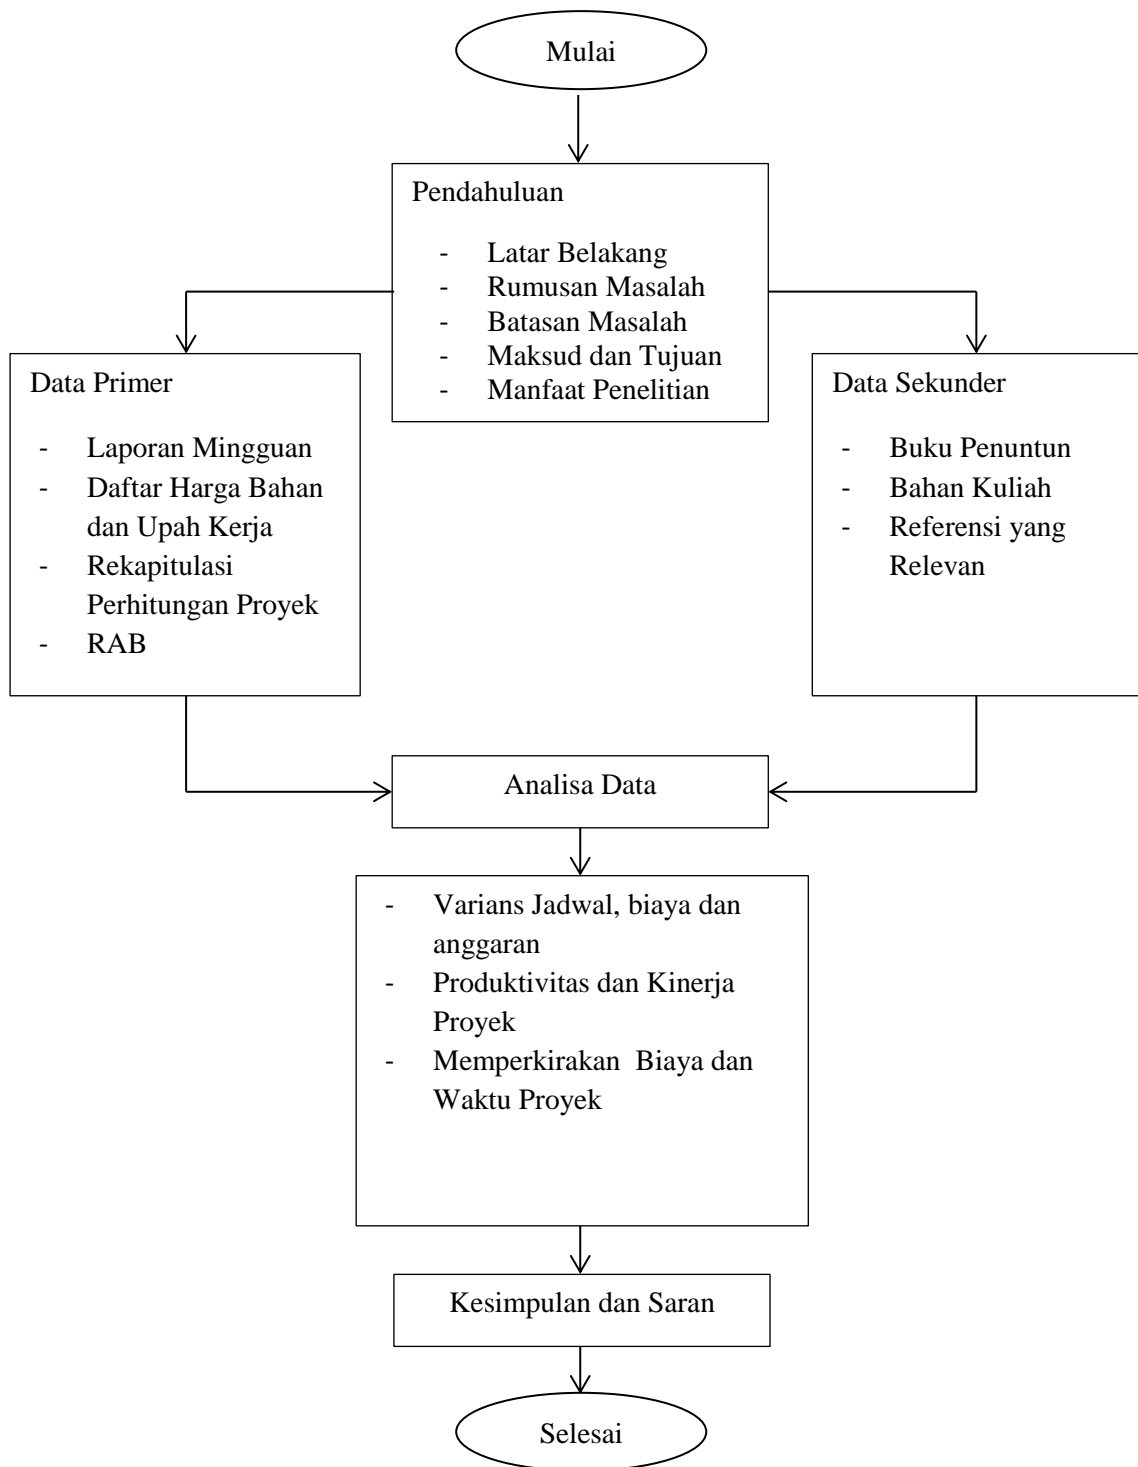 Mulai
Pendahuluan
- Latar Belakang
- Rumusan Masalah
- Batasan Masalah
- Maksud dan Tujuan
- Manfaat Penelitian
Data Primer
- Laporan Mingguan
- Daftar Harga Bahan
dan Upah Kerja
- Rekapitulasi
Perhitungan Proyek
- RAB
Data Sekunder
- Buku Penuntun
- Bahan Kuliah
- Referensi yang
Relevan
Analisa Data
- Varians Jadwal, biaya dan
anggaran
- Produktivitas dan Kinerja
Proyek
- Memperkirakan  Biaya dan
Waktu Proyek
Kesimpulan dan Saran
Selesai